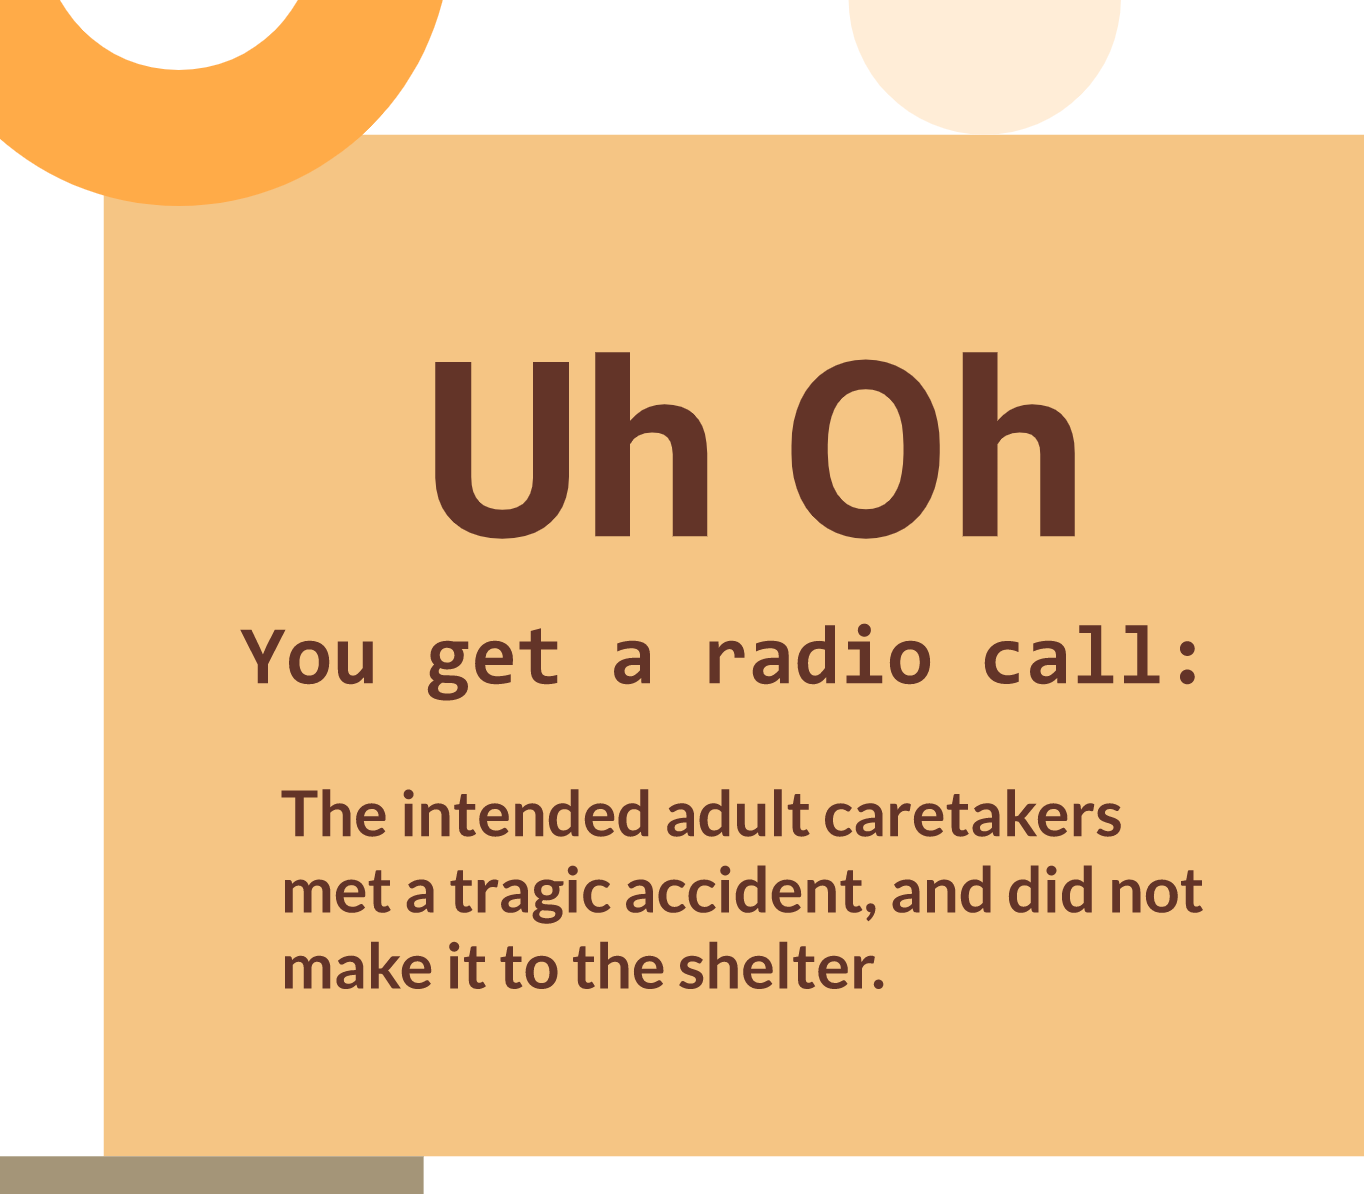 Uh Oh
You get a radio call:
The intended adult caretakers
met a tragic accident, and did not
make it to the shelter.